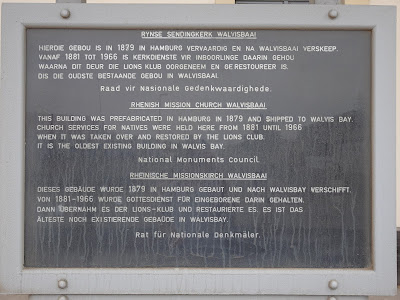 RYNSE SENDINGKERK WALVISBAAI
HIERDIE GEBOU IS IN 1879 IN HAMBURG VERVAARDIG EN NA WALVISBAAI VERSKEEP.
VANAF 1881 TOT 1966 IS KERKDIENSTE VIR INBOORLINGE DAARIN GEHOU
WAARNA DIT DEUR DIE LIONS KLUB OORGENEEM EN GERESTOUREER IS.
DIS DIE OUDSTE BESTAANDE GEBOU IN WALVISBAAI.
Raad vir Nasionale Gedenkwaardighede.
RHENISH MISSION CHURCH WALVISBAAI
THIS BUILDING WAS PREFABRICATED IN HAMBURG IN 1879 AND SHIPPED TO WALVIS BAY.
CHURCH SERVICES FOR NATIVES WERE HELD HERE FROM 1881 UNTIL 1966
WHEN IT WAS TAKEN OVER AND RESTORED BY THE LIONS CLUB.
IT IS THE OLDEST EXISTING BUILDING IN WALVIS BAY.
National Monuments Council.
RHEINISCHE MISSIONSKIRCH WALVISBAAI
DIESES GEBÄUDE WURDE 1879 IN HAMBURG GEBAUT UND NACH WALVISBAY VERSCHIFFT.
VON 1881-1966 WURDE GOTTESDIENST FÜR EINGEBORENE DARIN GEHALTEN.
DANN ÜBERNAHM ES DER LIONS-KLUB UND RESTAURIERTE ES. ES IST DAS
ÄLTESTE NOCH EXISTIERENDE GEBÄUDE IN WALVISBAY.
Rat für Nationale Denkmäler.